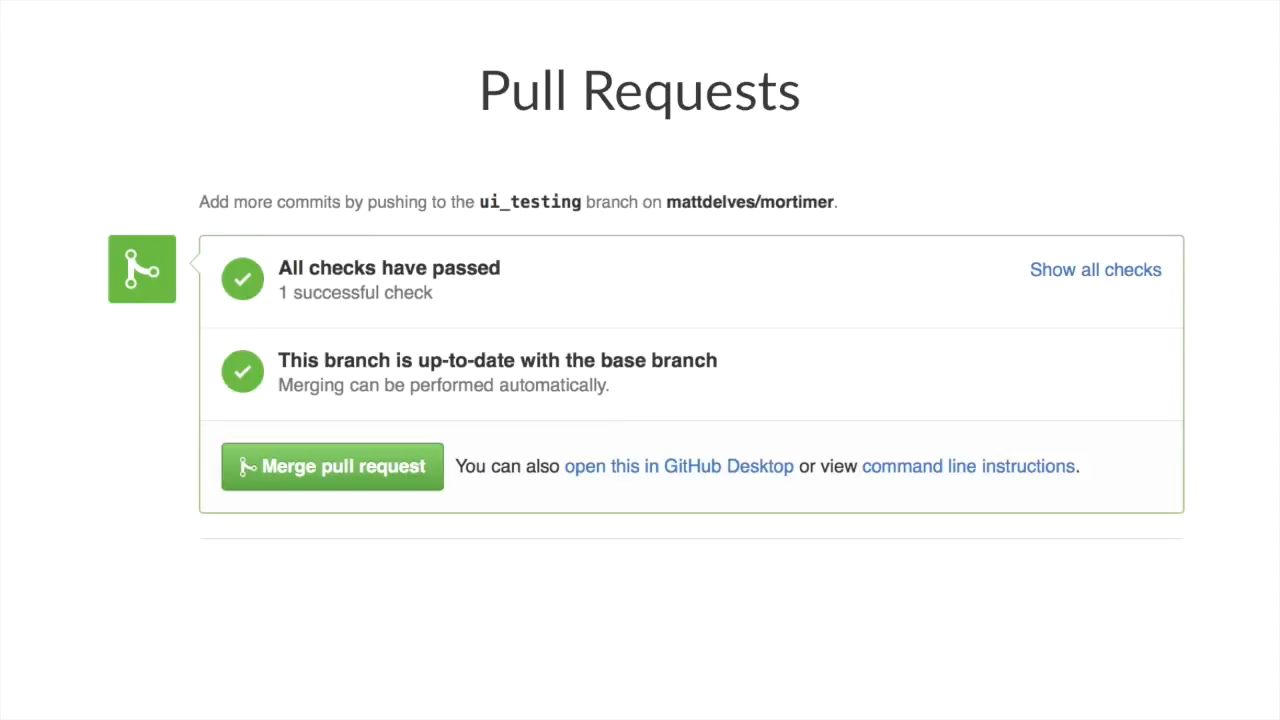 Pull Requests
Add more commits by pushing to the ui_testing branch on mattdelves/mortimer.
All checks have passed
Show all checks
1 successful check
This branch is up-to-date with the base branch
Merging can be performed automatically.
Merge pull request You can also open this in GitHub Desktop or view command line instructions.